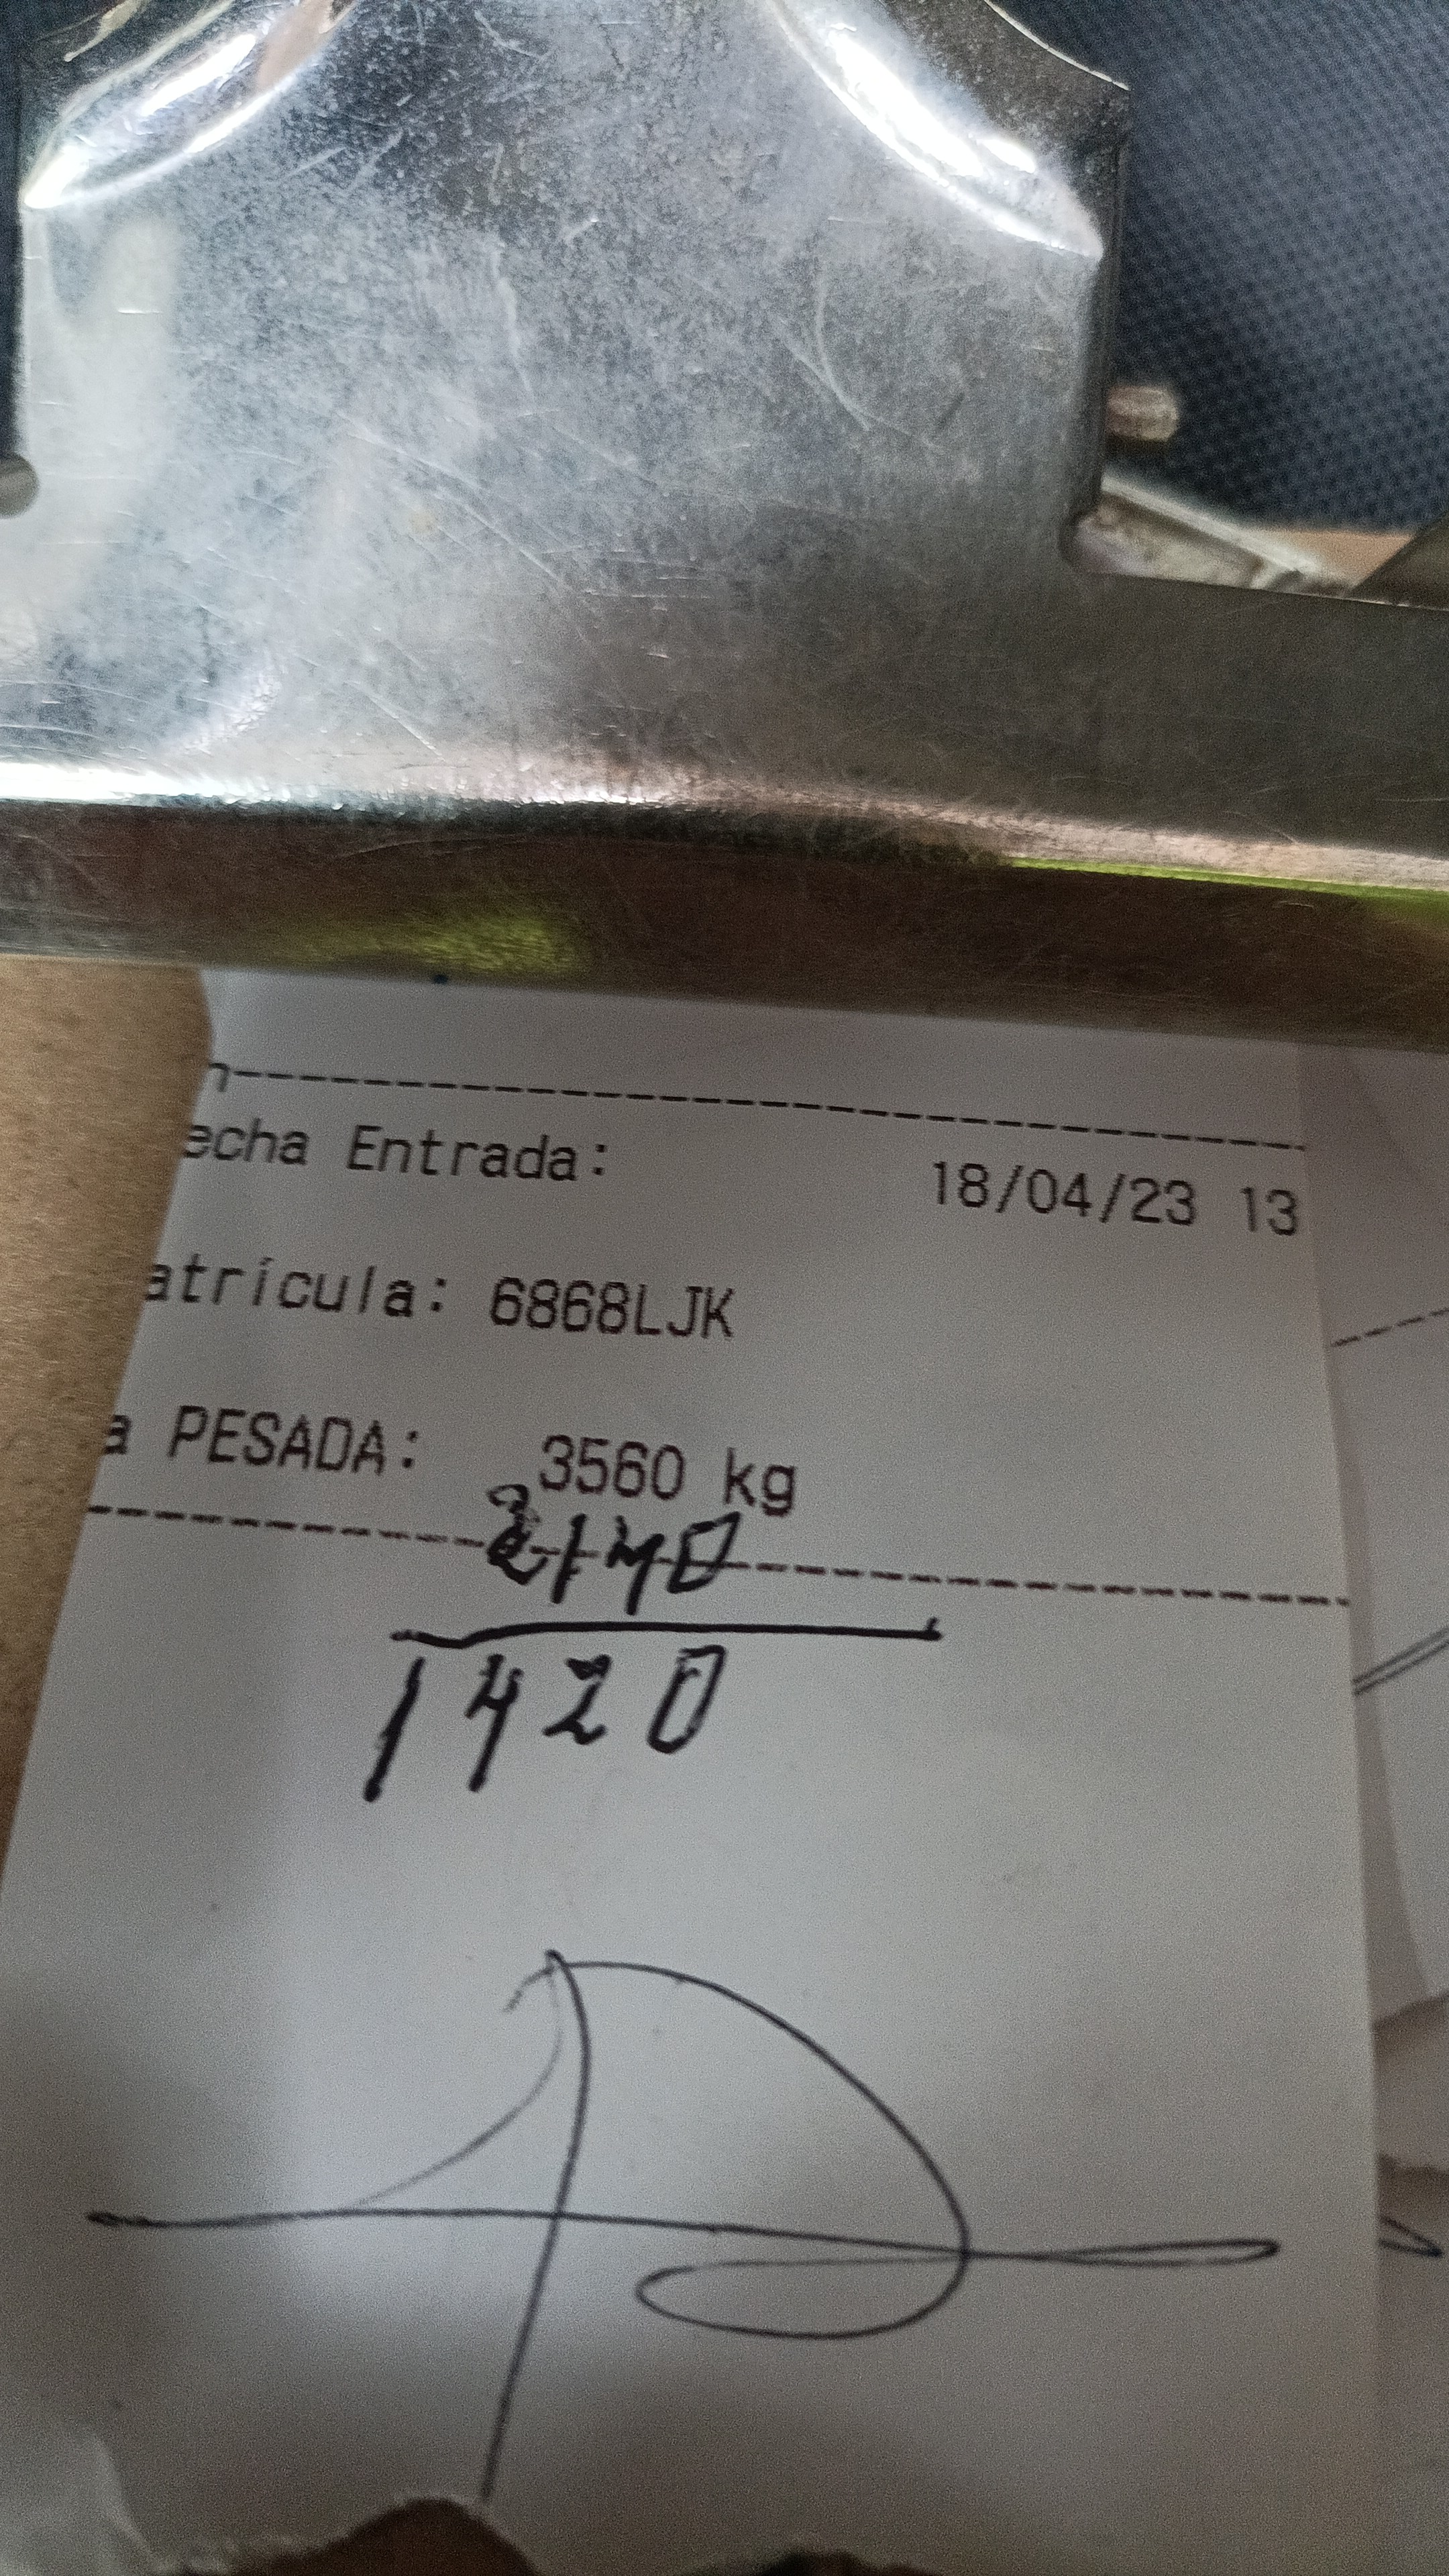 n--------------------------------
echa Entrada: 18/04/23 13
atrícula: 6868LJK
a PESADA: 3560 kg
2140
1420